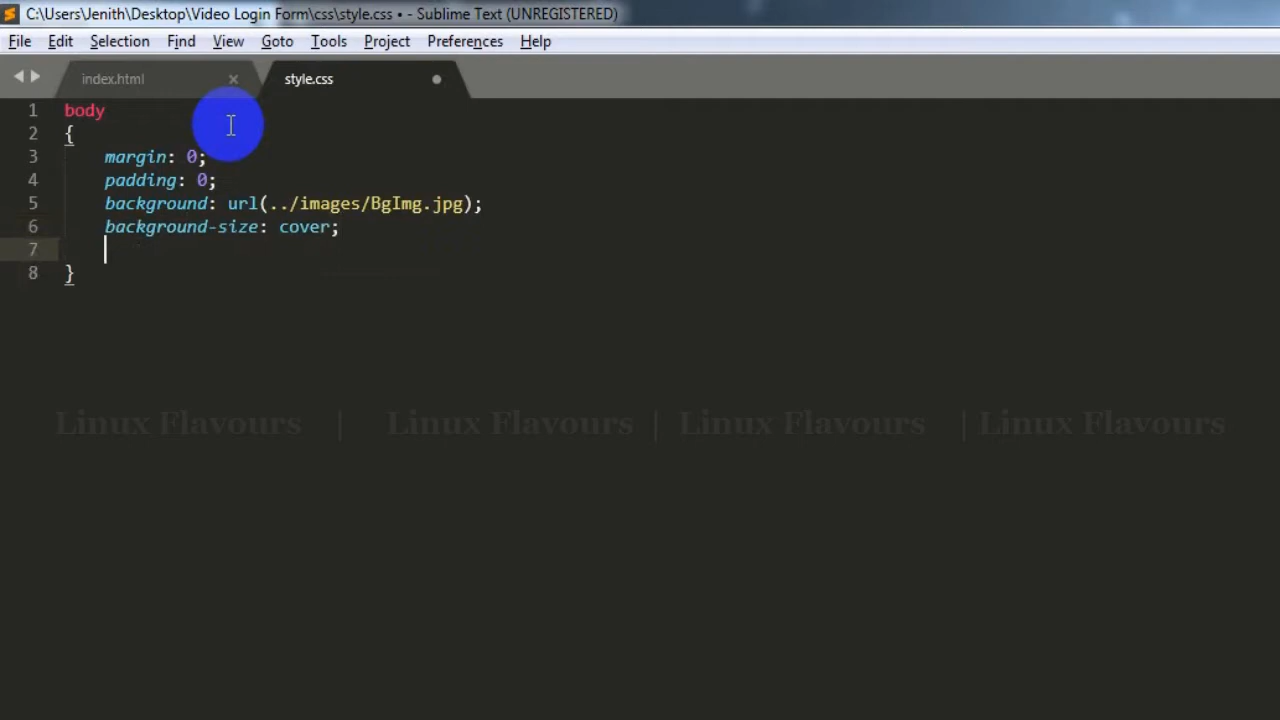 C:\Users\Jenith\Desktop\Video Login Form\css\style.css • - Sublime Text (UNREGISTERED)
File Edit Selection Find View Goto Tools Project Preferences Help
index.html × style.css
1 body
2 {
3 margin: 0;
4 padding: 0;
5 background: url(../images/BgImg.jpg);
6 background-size: cover;
7
8 }
Linux Flavours | Linux Flavours | Linux Flavours | Linux Flavours